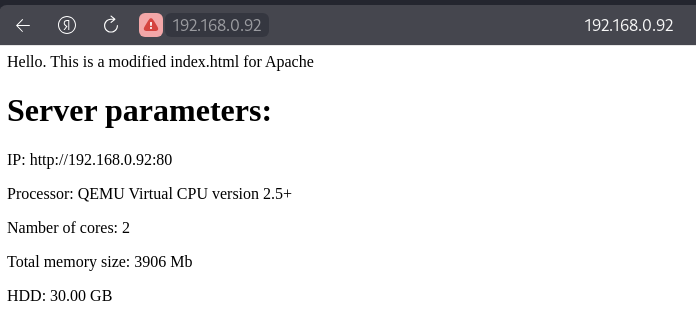 Я 192.168.0.92 192.168.0.92
Hello. This is a modified index.html for Apache
Server parameters:
IP: http://192.168.0.92:80
Processor: QEMU Virtual CPU version 2.5+
Namber of cores: 2
Total memory size: 3906 Mb
HDD: 30.00 GB